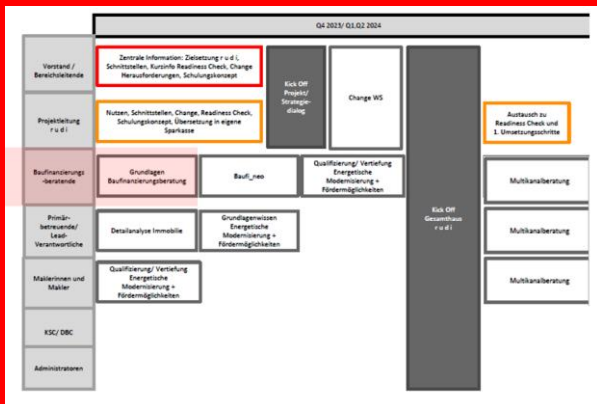 Q4 2023/ Q1,Q2 2024
Vorstand /
Bereichsleitende
Zentrale Information: Zielsetzung r u d i,
Schnittstellen, Kursinfo Readiness Check, Change
Herausforderungen, Schulungskonzept
Kick Off
Projekt/
Strategie-
dialog
Change WS
Projektleitung
r u d i
Nutzen, Schnittstellen, Change, Readiness Check,
Schulungskonzept, Übersetzung in eigene
Sparkasse
Austausch zu
Readiness Check und
1. Umsetzungsschritte
Baufinanzierungs
-beratende
Grundlagen
Baufinanzierungsberatung
Baufi_neo
Qualifizierung/ Vertiefung
Energetische
Modernisierung +
Fördermöglichkeiten
Kick Off
Gesamthaus
r u d i
Multikanalberatung
Primär-
betreuende/
Lead-
Verantwortliche
Detailanalyse Immobilie
Grundlagenwissen
Energetische
Modernisierung +
Fördermöglichkeiten
Multikanalberatung
Maklerinnen und
Makler
Qualifizierung/ Vertiefung
Energetische
Modernisierung +
Fördermöglichkeiten
Multikanalberatung
KSC/ DBC
Administratoren